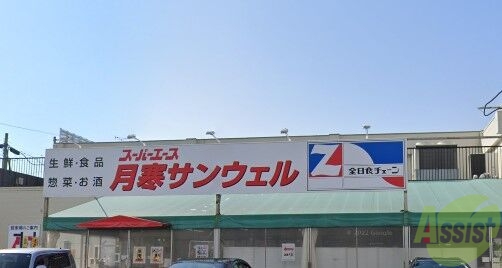 生鮮・食品
惣菜・お酒
スーパーエース
月寒サンウェル
全日食チェーン
Assist
© 2022 Google